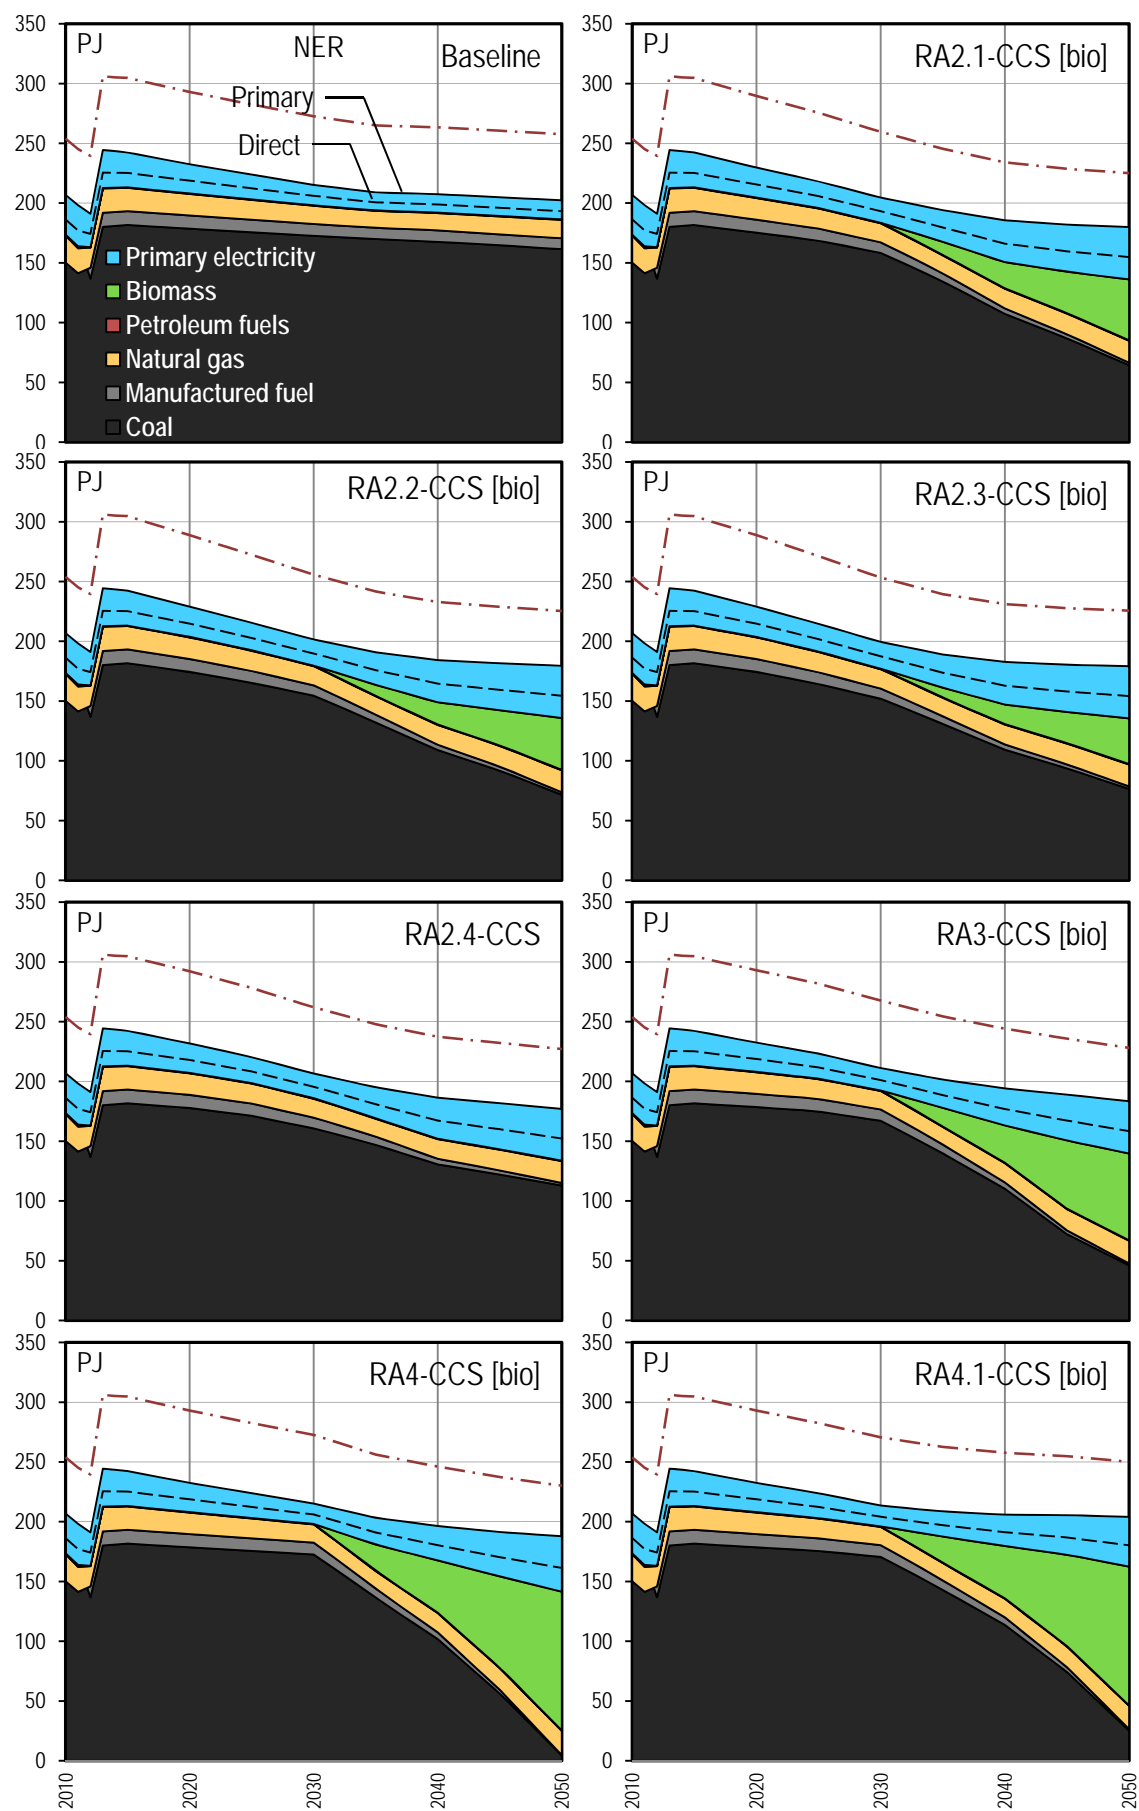 350
300
250
200
150
100
50
0
PJ
NER
Baseline
Primary
Direct
Primary electricity
Biomass
Petroleum fuels
Natural gas
Manufactured fuel
Coal
350
300
250
200
150
100
50
0
PJ
RA2.1-CCS [bio]
350
300
250
200
150
100
50
0
PJ
RA2.2-CCS [bio]
350
300
250
200
150
100
50
0
PJ
RA2.3-CCS [bio]
350
300
250
200
150
100
50
0
PJ
RA2.4-CCS
350
300
250
200
150
100
50
0
PJ
RA3-CCS [bio]
350
300
250
200
150
100
50
0
PJ
RA4-CCS [bio]
2010
2020
2030
2040
2050
350
300
250
200
150
100
50
0
PJ
RA4.1-CCS [bio]
2010
2020
2030
2040
2050